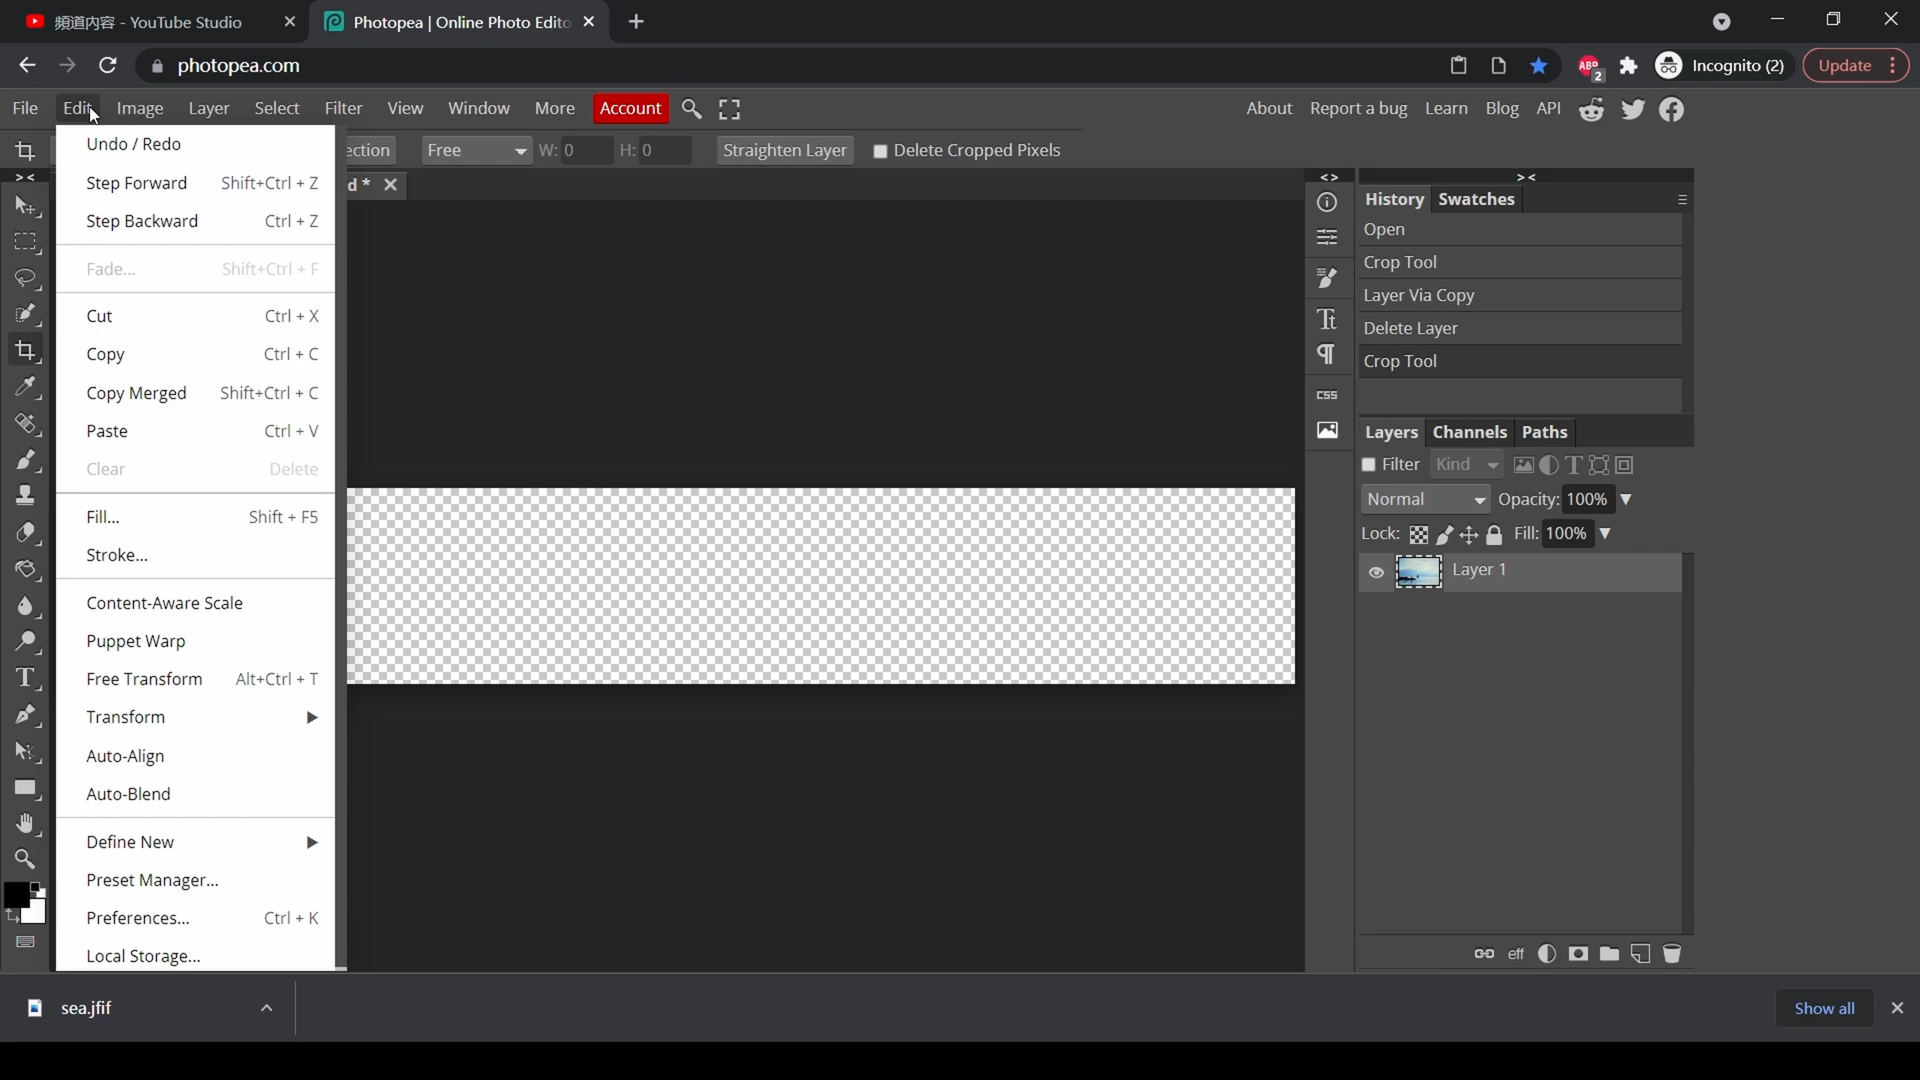 頻道内容 - YouTube Studio
Photopea | Online Photo Edito
photopea.com
ABP
2
Incognito (2)
Update
File Edit Image Layer Select Filter View Window More Account
About Report a bug Learn Blog API
ection Free W: 0 H: 0 Straighten Layer Delete Cropped Pixels
d *
Undo / Redo
Step Forward Shift+Ctrl + Z
Step Backward Ctrl + Z
Fade... Shift+Ctrl + F
Cut Ctrl + X
Copy Ctrl + C
Copy Merged Shift+Ctrl + C
Paste Ctrl + V
Clear Delete
Fill... Shift + F5
Stroke...
Content-Aware Scale
Puppet Warp
Free Transform Alt+Ctrl + T
Transform
Auto-Align
Auto-Blend
Define New
Preset Manager...
Preferences... Ctrl + K
Local Storage...
CSS
History Swatches
Open
Crop Tool
Layer Via Copy
Delete Layer
Crop Tool
Layers Channels Paths
Filter Kind
Normal Opacity: 100%
Lock: Fill: 100%
Layer 1
eff
sea.jfif
Show all